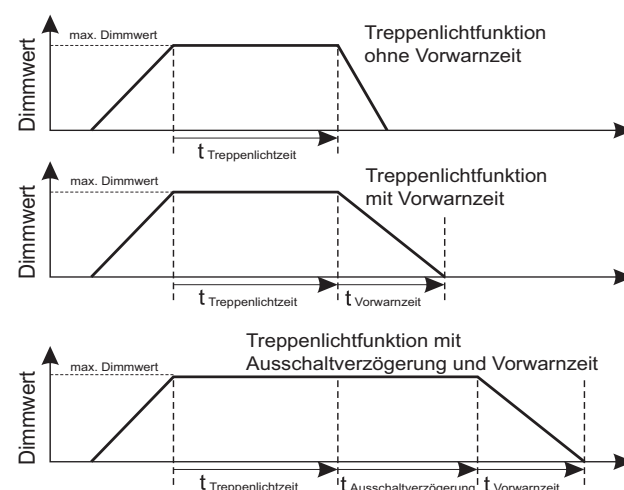 Treppenlichtfunktion
ohne Vorwarnzeit
max. Dimmwert
Dimmwert
t Treppenlichtzeit
Treppenlichtfunktion
mit Vorwarnzeit
max. Dimmwert
Dimmwert
t Treppenlichtzeit
t Vorwarnzeit
Treppenlichtfunktion mit
Ausschaltverzögerung und Vorwarnzeit
max. Dimmwert
Dimmwert
t Treppenlichtzeit
t Ausschaltverzögerung
t Vorwarnzeit